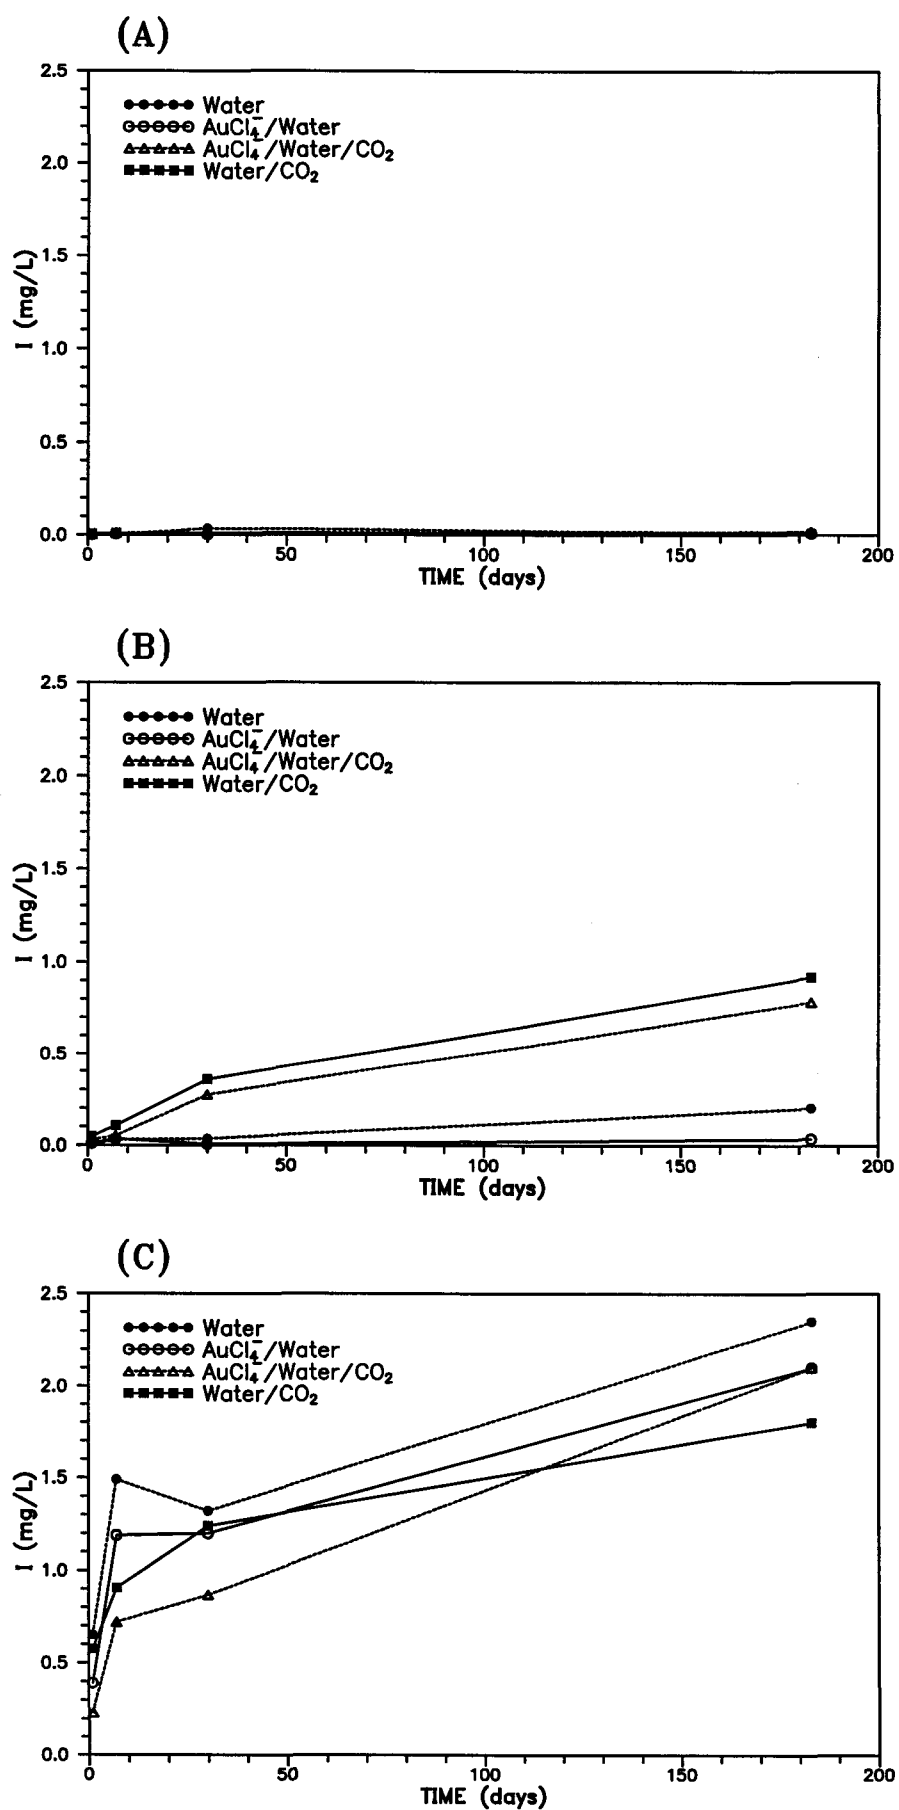 (A)
2.5
2.0
1.5
1.0
0.5
0.0
I (mg/L)
Water
AuCl₄⁻/Water
AuCl₄⁻/Water/CO₂
Water/CO₂
0 50 100 150 200
TIME (days)
(B)
2.5
2.0
1.5
1.0
0.5
0.0
I (mg/L)
Water
AuCl₄⁻/Water
AuCl₄⁻/Water/CO₂
Water/CO₂
0 50 100 150 200
TIME (days)
(C)
2.5
2.0
1.5
1.0
0.5
0.0
I (mg/L)
Water
AuCl₄⁻/Water
AuCl₄⁻/Water/CO₂
Water/CO₂
0 50 100 150 200
TIME (days)